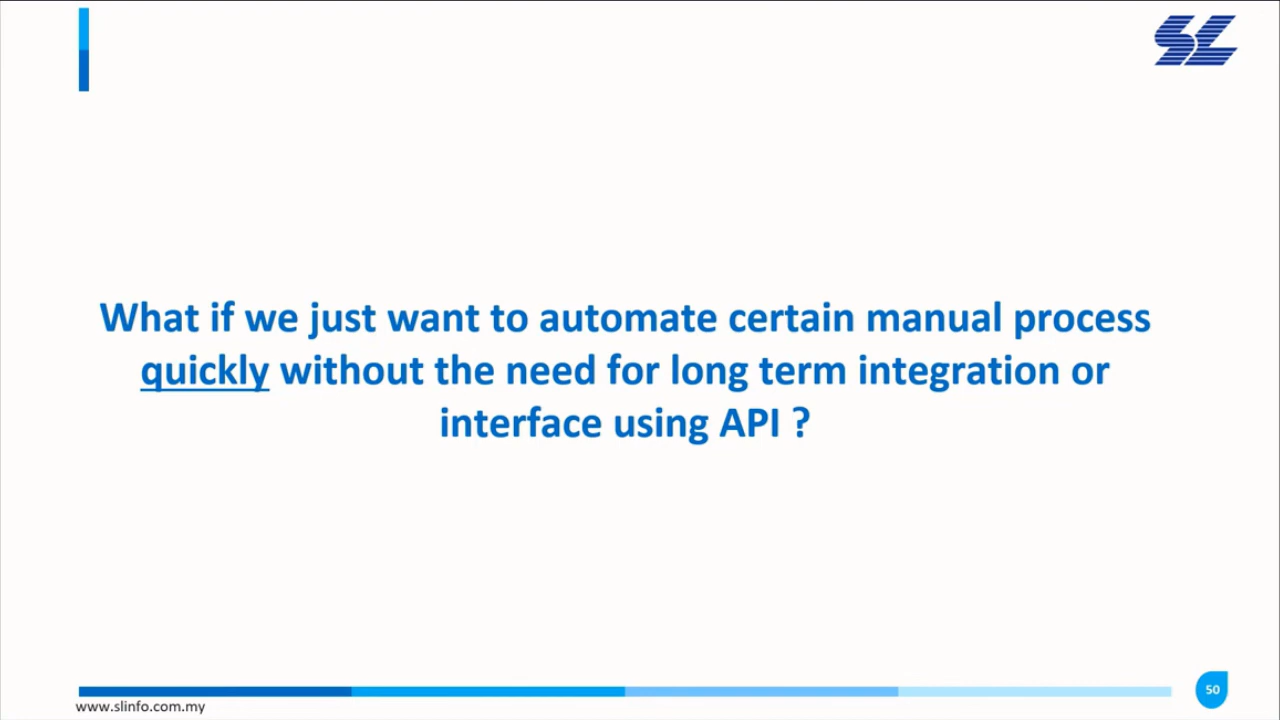 SL
What if we just want to automate certain manual process
quickly without the need for long term integration or
interface using API ?
50
www.slinfo.com.my